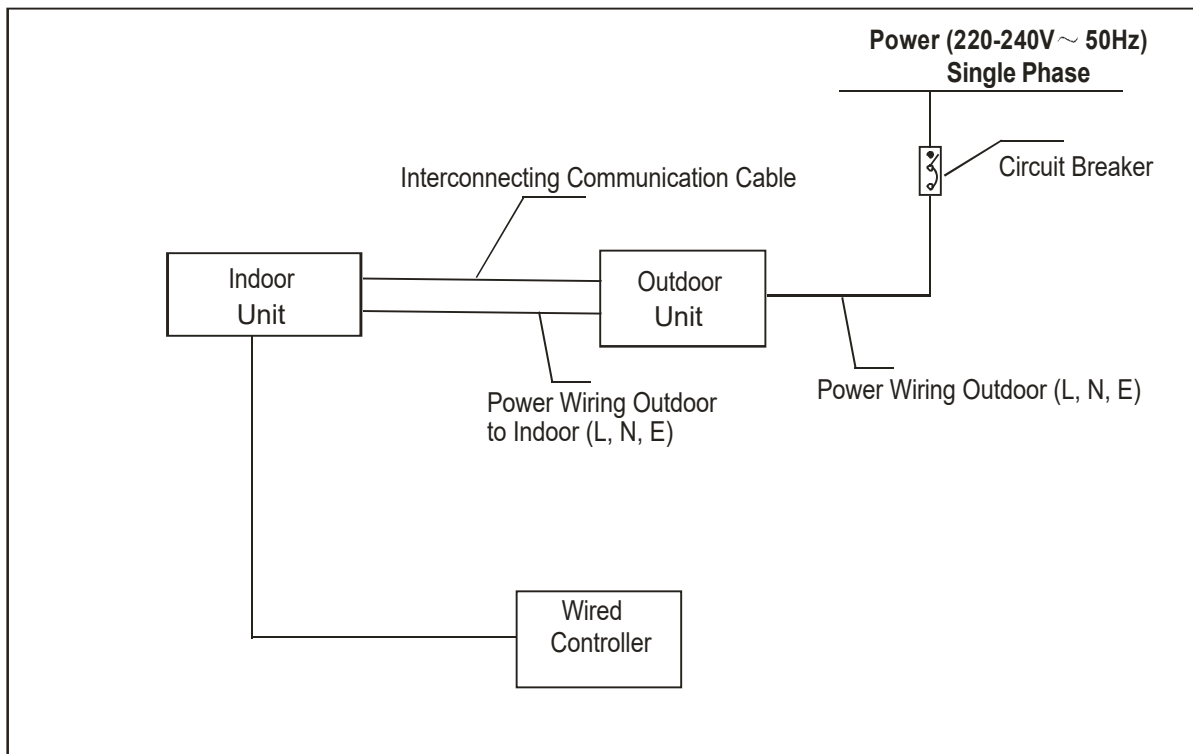 Power (220-240V～ 50Hz)
Single Phase
Circuit Breaker
Interconnecting Communication Cable
Indoor
Unit
Outdoor
Unit
Power Wiring Outdoor
to Indoor (L, N, E)
Power Wiring Outdoor (L, N, E)
Wired
Controller